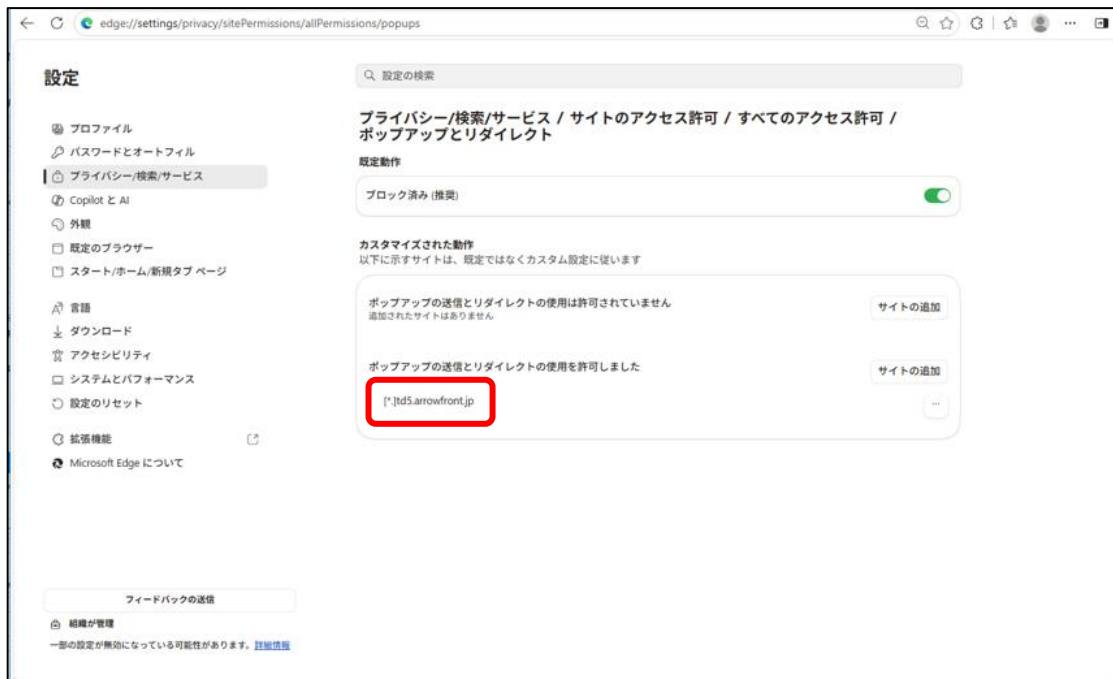 edge://settings/privacy/sitePermissions/allPermissions/popups
設定
設定の検索
プロファイル
パスワードとオートフィル
プライバシー/検索/サービス
Copilot と AI
外観
既定のブラウザー
スタート/ホーム/新規タブ ページ
言語
ダウンロード
アクセシビリティ
システムとパフォーマンス
設定のリセット
拡張機能
Microsoft Edge について
フィードバックの送信
組織が管理
一部の設定が無効になっている可能性があります。詳細情報
プライバシー/検索/サービス / サイトのアクセス許可 / すべてのアクセス許可 /
ポップアップとリダイレクト
既定動作
ブロック済み (推奨)
カスタマイズされた動作
以下に示すサイトは、既定ではなくカスタム設定に従います
ポップアップの送信とリダイレクトの使用は許可されていません
追加されたサイトはありません
サイトの追加
ポップアップの送信とリダイレクトの使用を許可しました
サイトの追加
[*.]td5.arrowfront.jp